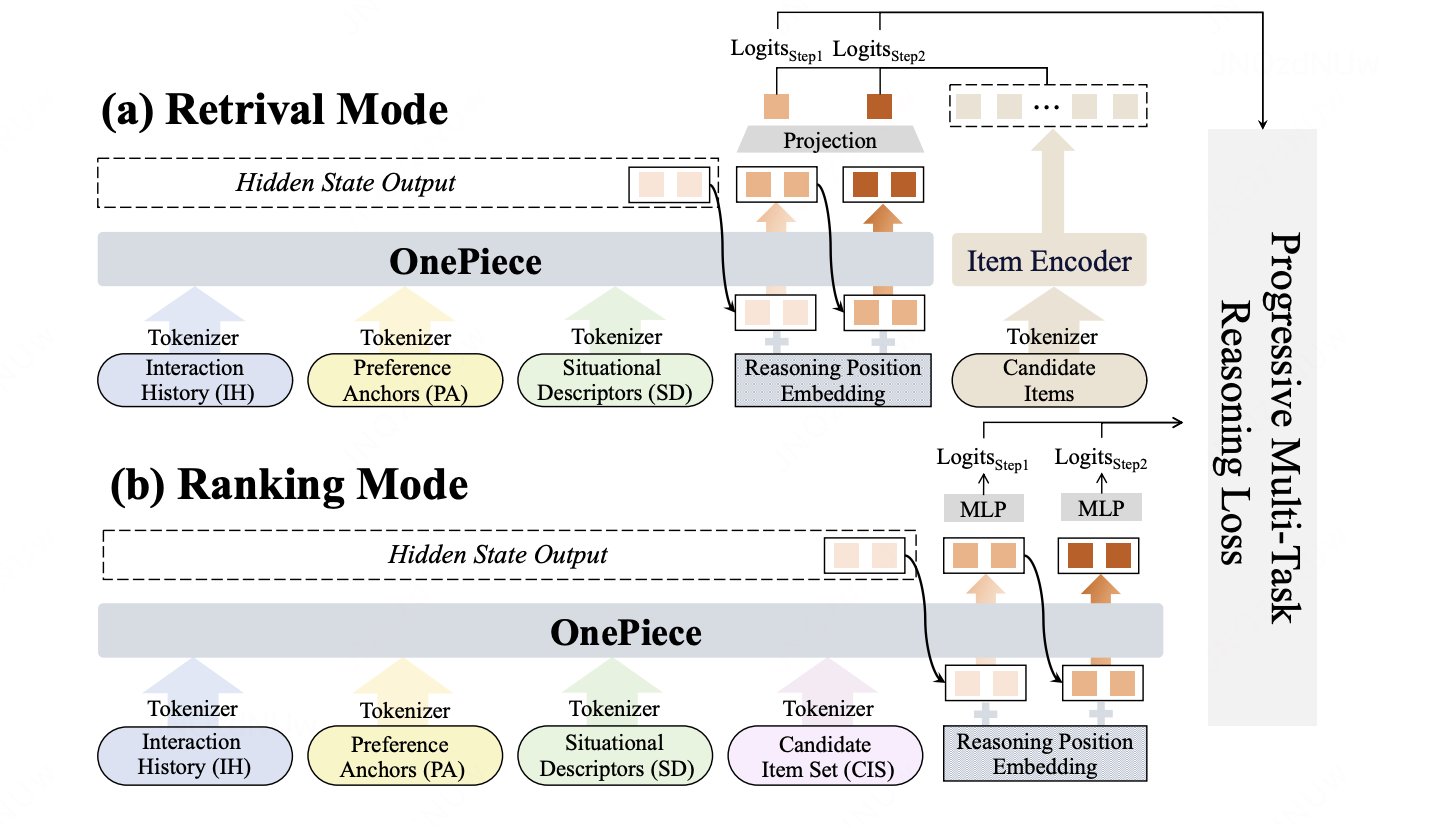 Logits_Step1 Logits_Step2
(a) Retrival Mode
Projection
...
Hidden State Output
OnePiece
Item Encoder
Tokenizer
Tokenizer
Tokenizer
Tokenizer
Interaction
History (IH)
Preference
Anchors (PA)
Situational
Descriptors (SD)
Reasoning Position
Embedding
Candidate
Items
(b) Ranking Mode
Logits_Step1 Logits_Step2
MLP
MLP
Hidden State Output
OnePiece
Tokenizer
Tokenizer
Tokenizer
Tokenizer
Interaction
History (IH)
Preference
Anchors (PA)
Situational
Descriptors (SD)
Candidate
Item Set (CIS)
Reasoning Position
Embedding
Progressive Multi-Task
Reasoning Loss